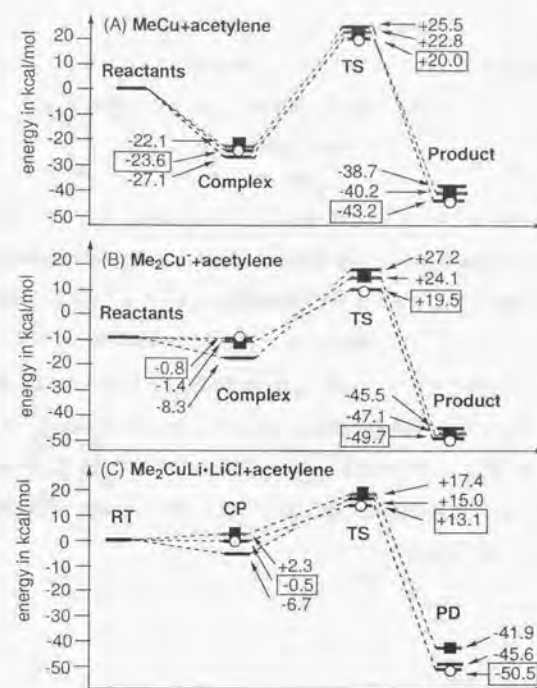 (A) MeCu+acetylene
energy in kcal/mol
20
10
0
-10
-20
-30
-40
-50
Reactants
-22.1
-23.6
-27.1
Complex
+25.5
+22.8
+20.0
TS
Product
-38.7
-40.2
-43.2
(B) Me2Cu-+acetylene
energy in kcal/mol
20
10
0
-10
-20
-30
-40
-50
Reactants
-0.8
-1.4
-8.3
Complex
+27.2
+24.1
+19.5
TS
Product
-45.5
-47.1
-49.7
(C) Me2CuLi•LiCl+acetylene
energy in kcal/mol
20
10
0
-10
-20
-30
-40
-50
RT
CP
+2.3
-0.5
-6.7
+17.4
+15.0
+13.1
TS
PD
-41.9
-45.6
-50.5